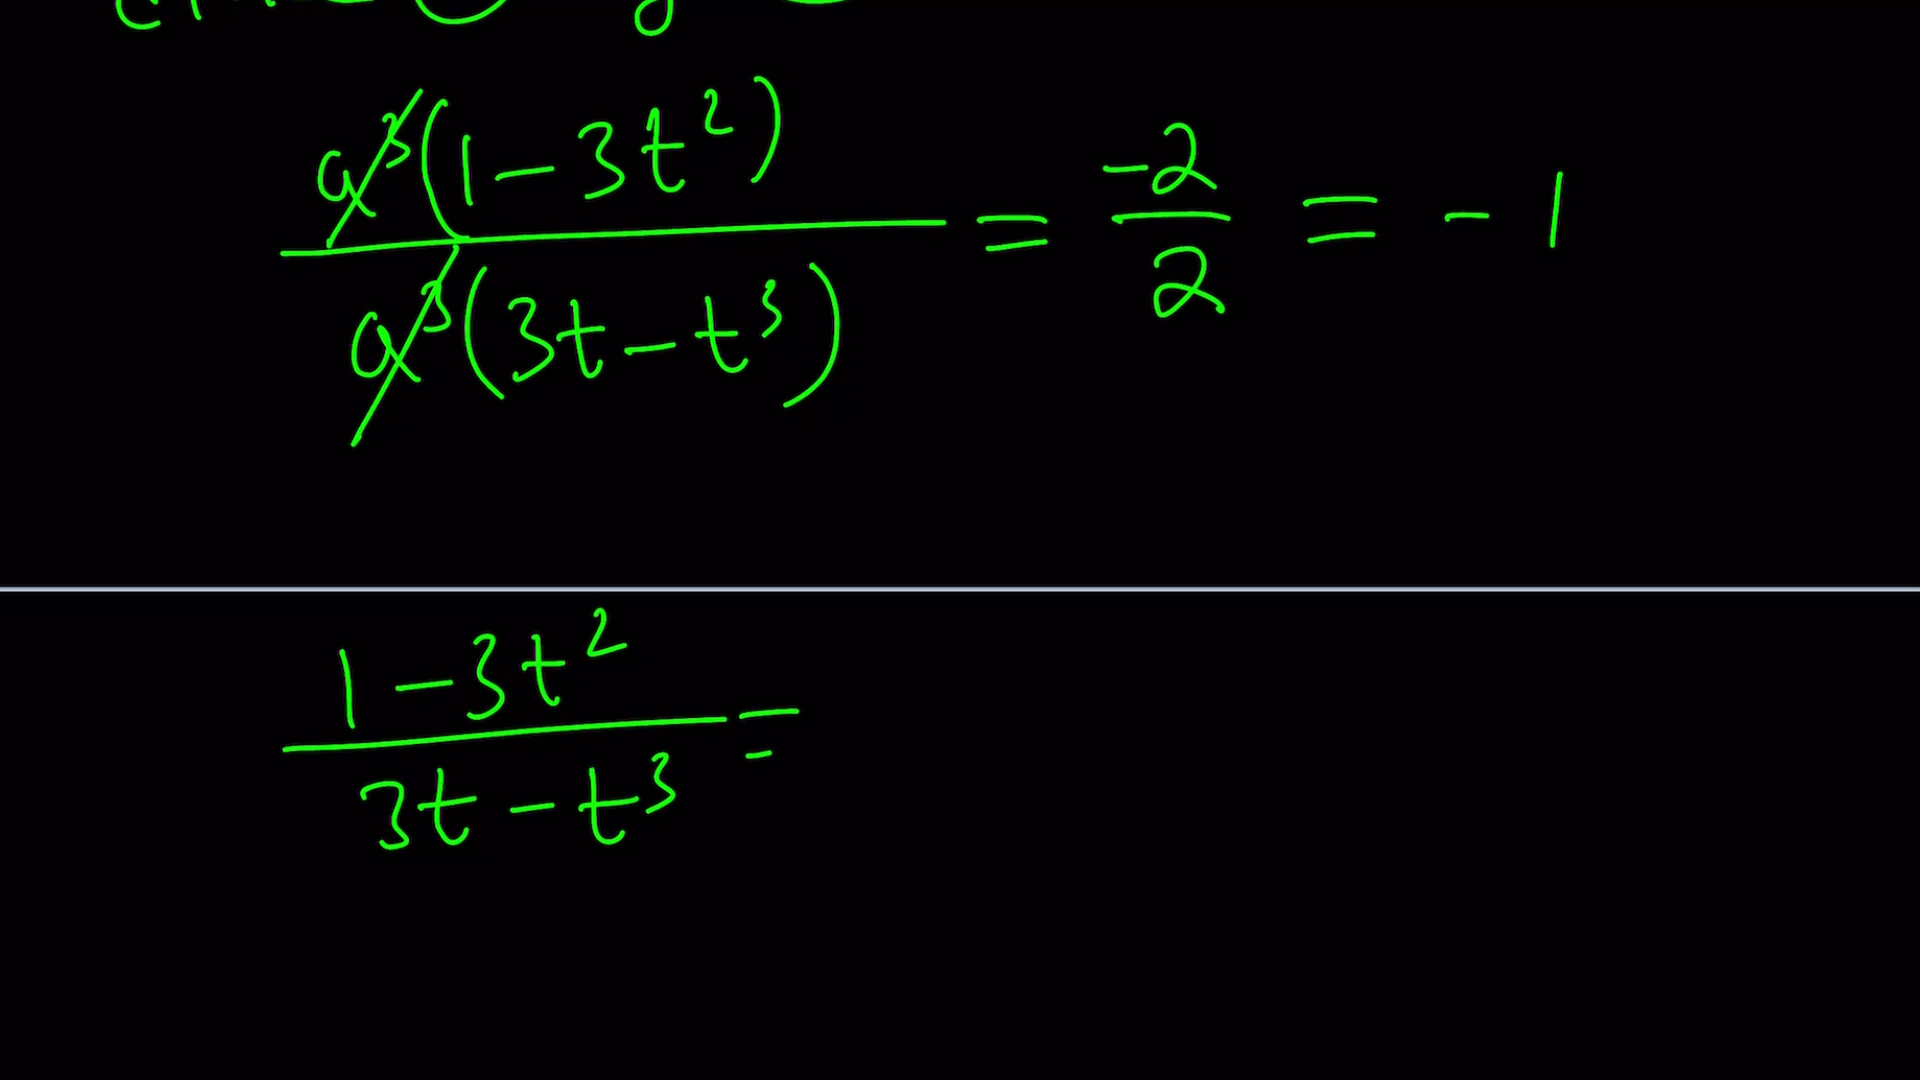 a³(1-3t²) / a³(3t-t³) = -2/2 = -1
1-3t² / 3t-t³ =